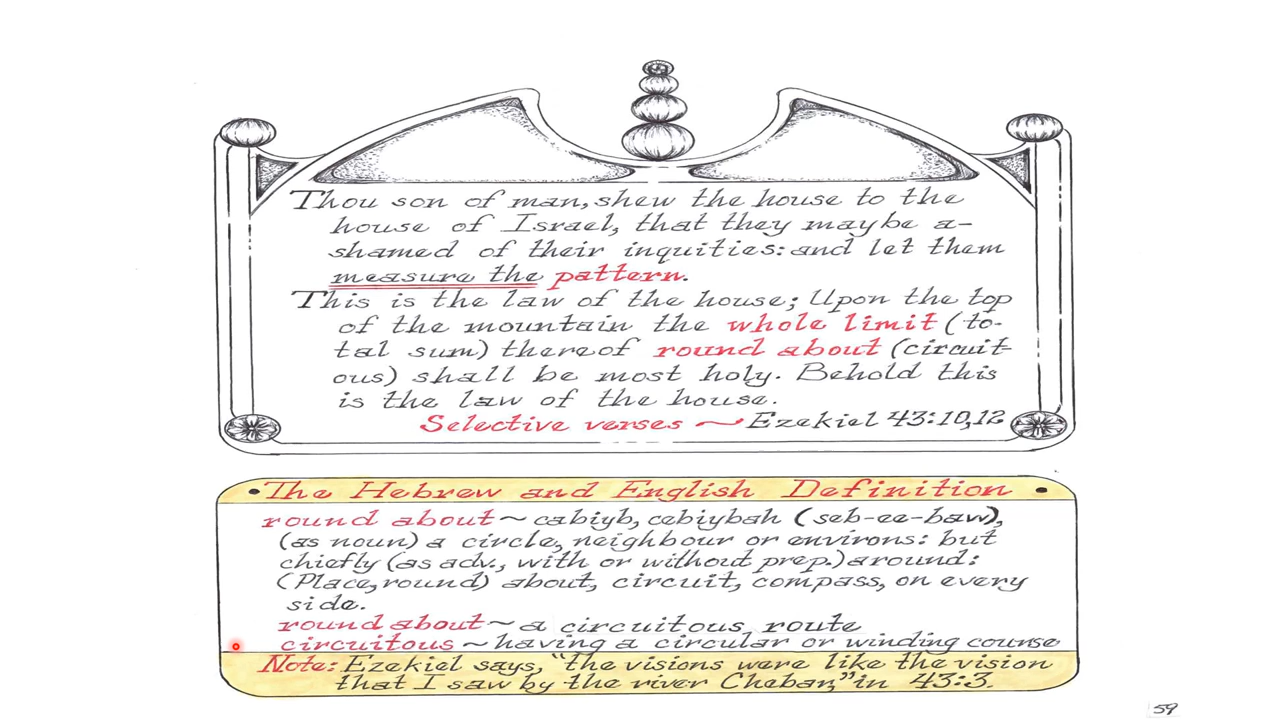 Thou son of man, shew the house to the
house of Israel, that they may be a-
shamed of their inquities: and let them
measure the pattern.
This is the law of the house; Upon the top
of the mountain the whole limit (to-
tal sum) thereof round about (circuit-
ous) shall be most holy. Behold this
is the law of the house.
Selective verses ~ Ezekiel 43:10,12
• The Hebrew and English Definition •
round about ~ cabiyb, cebiybah (seb-ee-baw),
(as noun) a circle, neighbour or environs: but
chiefly (as adv., with or without prep.) around:
(Place, round) about, circuit, compass, on every
side.
round about ~ a circuitous route
circuitous ~ having a circular or winding course
Note: Ezekiel says, "the visions were like the vision
that I saw by the river Chebar," in 43:3.
59